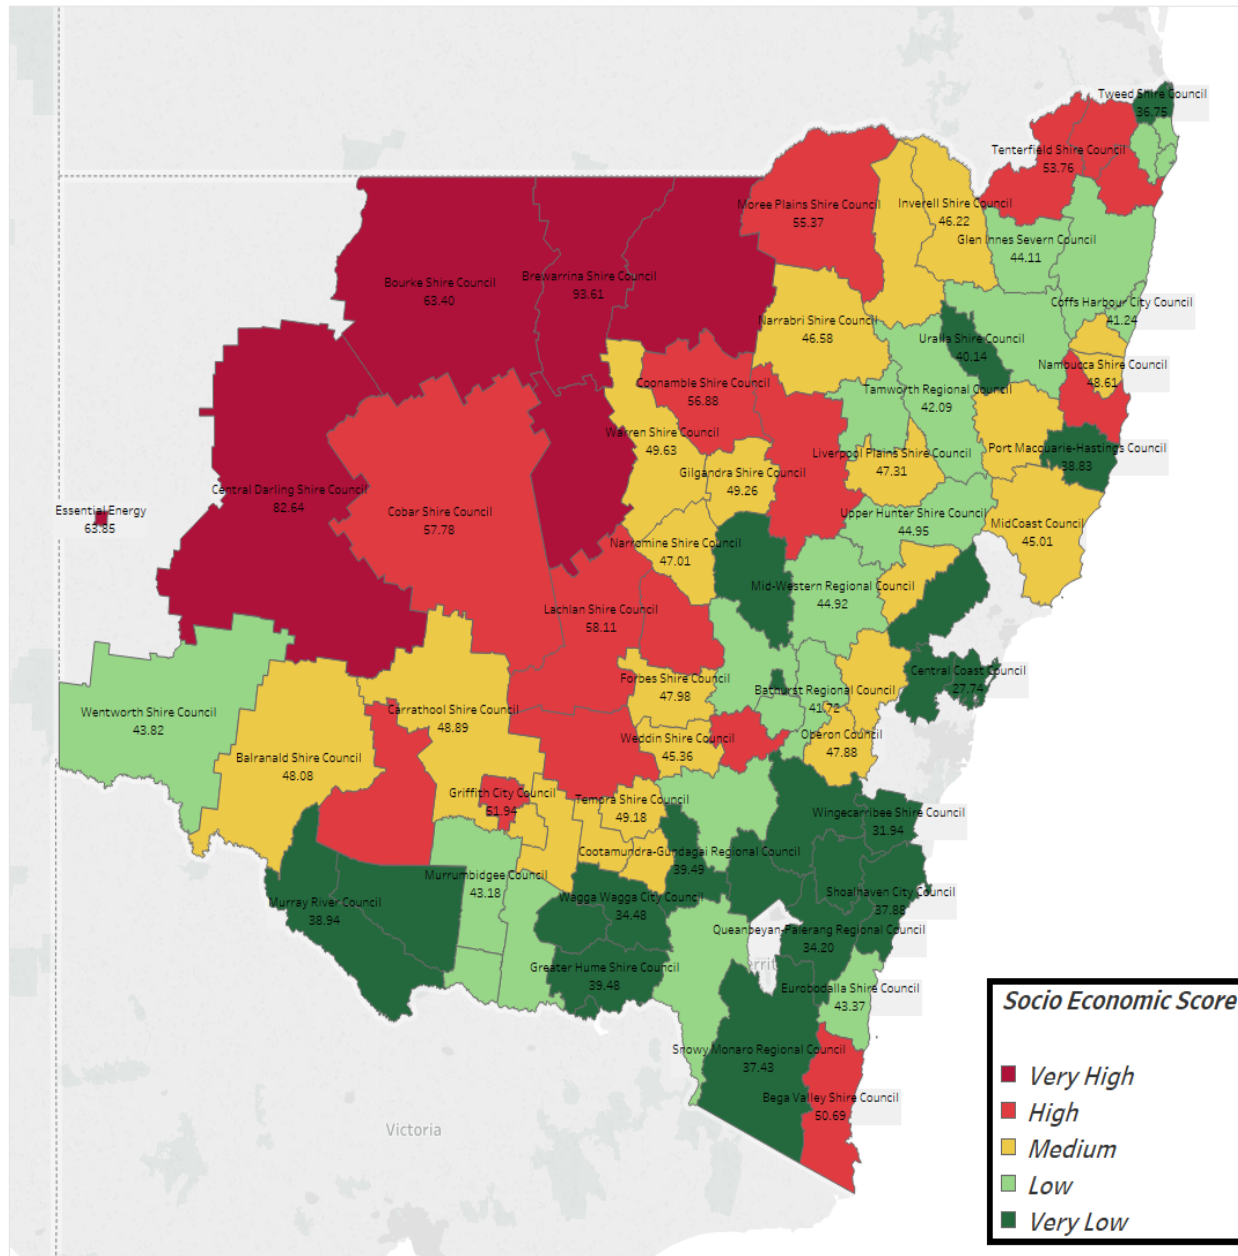 Tweed Shire Council
36.75
Tenterfield Shire Council
53.76
Moree Plains Shire Council
55.37
Inverell Shire Council
46.22
Glen Innes Severn Council
44.11
Bourke Shire Council
63.40
Brewarrina Shire Council
93.61
Coffs Harbour City Council
41.24
Narrabri Shire Council
46.58
Uralla Shire Council
40.14
Nambucca Shire Council
48.61
Coonamble Shire Council
56.88
Tamworth Regional Council
42.09
Warren Shire Council
49.63
Port Macquarie-Hastings Council
38.83
Liverpool Plains Shire Council
47.31
Gilgandra Shire Council
49.26
Central Darling Shire Council
82.64
Essential Energy
63.85
Cobar Shire Council
57.78
Upper Hunter Shire Council
44.95
MidCoast Council
45.01
Narromine Shire Council
47.01
Mid-Western Regional Council
44.92
Lachlan Shire Council
58.11
Forbes Shire Council
47.98
Central Coast Council
27.74
Bathurst Regional Council
41.72
Wentworth Shire Council
43.82
Carrathool Shire Council
48.89
Weddin Shire Council
45.36
Oberon Council
47.88
Balranald Shire Council
48.08
Griffith City Council
51.94
Temora Shire Council
49.18
Wingecarribee Shire Council
31.94
Cootamundra-Gundagai Regional Council
39.49
Murrumbidgee Council
43.18
Wagga Wagga City Council
34.48
Shoalhaven City Council
37.88
Murray River Council
38.94
Queanbeyan-Palerang Regional Council
34.20
Greater Hume Shire Council
39.48
Eurobodalla Shire Council
43.37
Snowy Monaro Regional Council
37.43
Bega Valley Shire Council
50.69
Victoria
Socio Economic Score
Very High
High
Medium
Low
Very Low